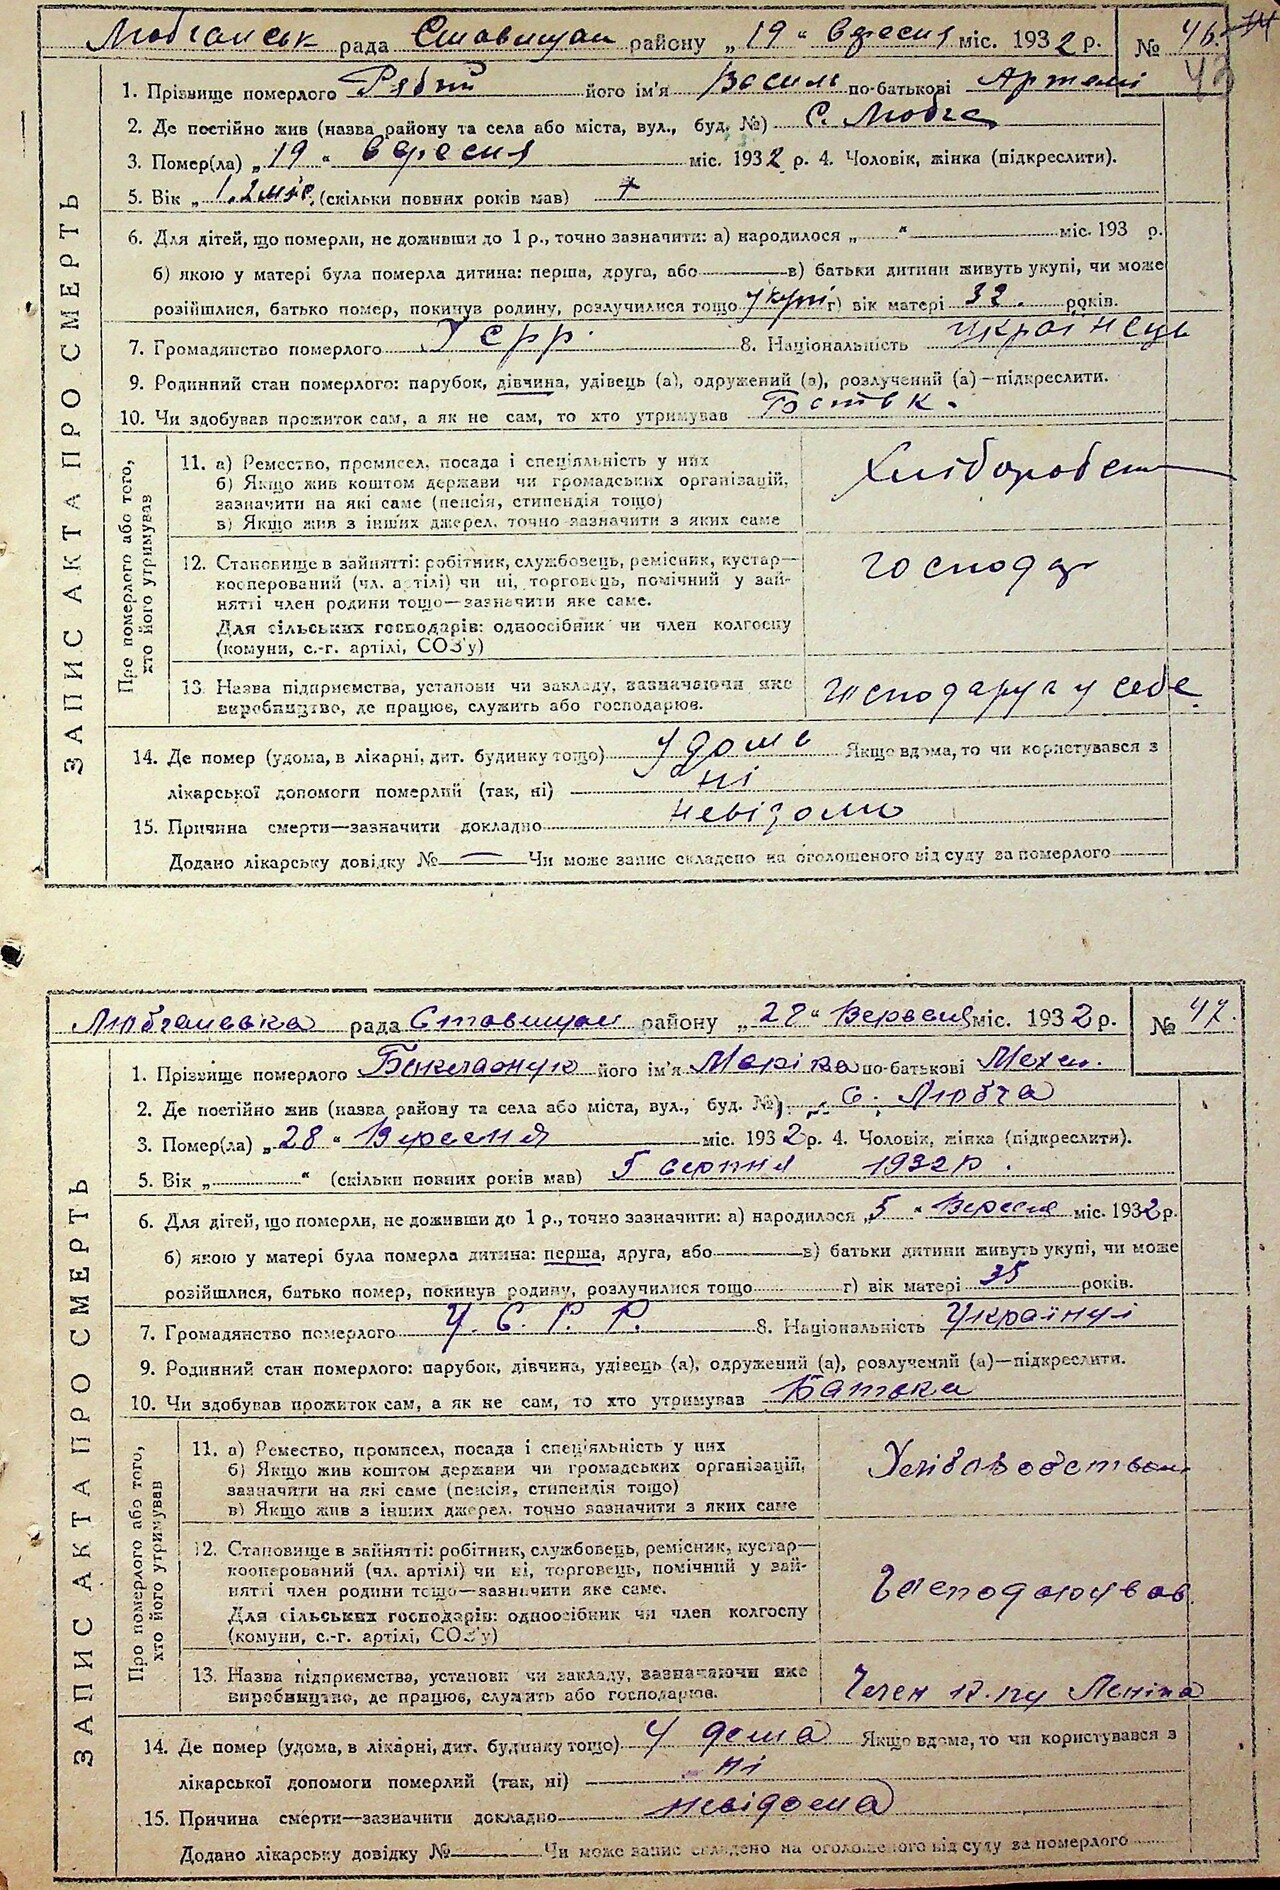 рада Ставищан району „19“ вересня міс. 1932 р. № 46.
1. Прізвище померлого Рябий його ім'я Василь по-батькові Артемі
2. Де постійно жив (назва району та села або міста, вул., буд. №) С. Любча
3. Помер(ла) „19“ вересня міс. 1932 р. 4. Чоловік, жінка (підкреслити).
5. Вік „ (скільки повних років мав)
6. Для дітей, що померли, не доживши до 1 р., точно зазначити: а) народилося „ “ міс. 193 р.
б) якою у матері була померла дитина: перша, друга, або в) батьки дитини живуть укупі, чи може
розійшлися, батько помер, покинув родину, розлучилися тощо укупі г) вік матері 32. років.
7. Громадянство померлого Усрр. 8. Національність Українець
9. Родинний стан померлого: парубок, дівчина, удівець (а), одружений (а), розлучений (а)—підкреслити.
10. Чи здобував прожиток сам, а як не сам, то хто утримував
ЗАПИС АКТА ПРО СМЕРТЬ
Про померлого або того,
хто його утримував
11. а) Ремество, промисел, посада і спеціяльність у них
б) Якщо жив коштом держави чи громадських організацій,
зазначити на які саме (пенсія, стипендія тощо)
в) Якщо жив з інших джерел, точно зазначити з яких саме
12. Становище в зайнятті: робітник, службовець, ремісник, кустар—
кооперований (чл. артілі) чи ні, торговець, помічний у зай-
нятті член родини тощо—зазначити яке саме.
Для сільських господарів: одноосібник чи член колгоспу
(комуни, с.-г. артілі, СОЗ'у)
господар
13. Назва підприємства, установи чи закладу, зазначаючи яке
виробництво, де працює, служить або господарює.
господарує у себе
14. Де помер (удома, в лікарні, дит. будинку тощо) удома Якщо вдома, то чи користувався з
лікарської допомоги померлий (так, ні) ні
15. Причина смерти—зазначити докладно невідомо
Додано лікарську довідку № — Чи може запис складено на оголошеного від суду за померлого
рада Ставищан району „28“ Вересня міс. 1932 р. № 47.
1. Прізвище померлого його ім'я Маріка по-батькові Мехел.
2. Де постійно жив (назва району та села або міста, вул., буд. №) с. Любча
3. Помер(ла) „28“ Вересня міс. 1932 р. 4. Чоловік, жінка (підкреслити).
5. Вік „ “ (скільки повних років мав) 5 серпня 1932 р.
6. Для дітей, що померли, не доживши до 1 р., точно зазначити: а) народилося „5“ Вересня міс. 1932 р.
б) якою у матері була померла дитина: перша, друга, або в) батьки дитини живуть укупі, чи може
розійшлися, батько помер, покинув родину, розлучилися тощо г) вік матері 35 років.
7. Громадянство померлого У. С. Р. Р. 8. Національність
9. Родинний стан померлого: парубок, дівчина, удівець (а), одружений (а), розлучений (а)—підкреслити.
10. Чи здобував прожиток сам, а як не сам, то хто утримував Батька
ЗАПИС АКТА ПРО СМЕРТЬ
Про померлого або того,
хто його утримував
11. а) Ремество, промисел, посада і спеціяльність у них
б) Якщо жив коштом держави чи громадських організацій,
зазначити на які саме (пенсія, стипендія тощо)
в) Якщо жив з інших джерел, точно зазначити з яких саме
12. Становище в зайнятті: робітник, службовець, ремісник, кустар—
кооперований (чл. артілі) чи ні, торговець, помічний у зай-
нятті член родини тощо—зазначити яке саме.
Для сільських господарів: одноосібник чи член колгоспу
(комуни, с.-г. артілі, СОЗ'у)
13. Назва підприємства, установи чи закладу, зазначаючи яке
виробництво, де працює, служить або господарює.
Член Леніна
14. Де помер (удома, в лікарні, дит. будинку тощо) у дома Якщо вдома, то чи користувався з
лікарської допомоги померлий (так, ні) ні
15. Причина смерти—зазначити докладно невідома
Додано лікарську довідку № Чи може запис складено на оголошеного від суду за померлого